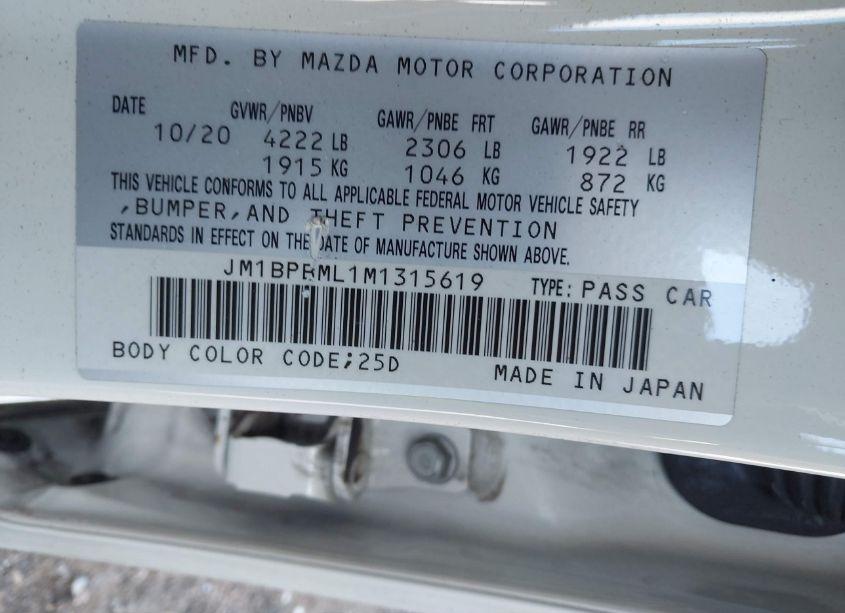 MFD. BY MAZDA MOTOR CORPORATION
DATE GVWR/PNBV GAWR/PNBE FRT GAWR/PNBE RR
10/20 4222 LB 2306 LB 1922 LB
1915 KG 1046 KG 872 KG
THIS VEHICLE CONFORMS TO ALL APPLICABLE FEDERAL MOTOR VEHICLE SAFETY
,BUMPER,AND THEFT PREVENTION
STANDARDS IN EFFECT ON THE DATE OF MANUFACTURE SHOWN ABOVE.
TYPE: PASS CAR
BODY COLOR CODE;25D
MADE IN JAPAN